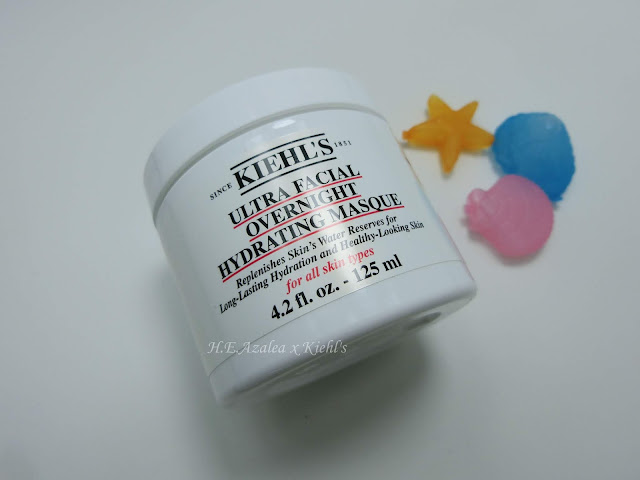 SINCE KIEHL'S 1851
ULTRA FACIAL
OVERNIGHT
HYDRATING MASQUE
Replenishes Skin's Water Reserves for
Long-Lasting Hydration and Healthy-Looking Skin
for all skin types
4.2 fl. oz. - 125 ml
H.E.Azalea x Kiehl's